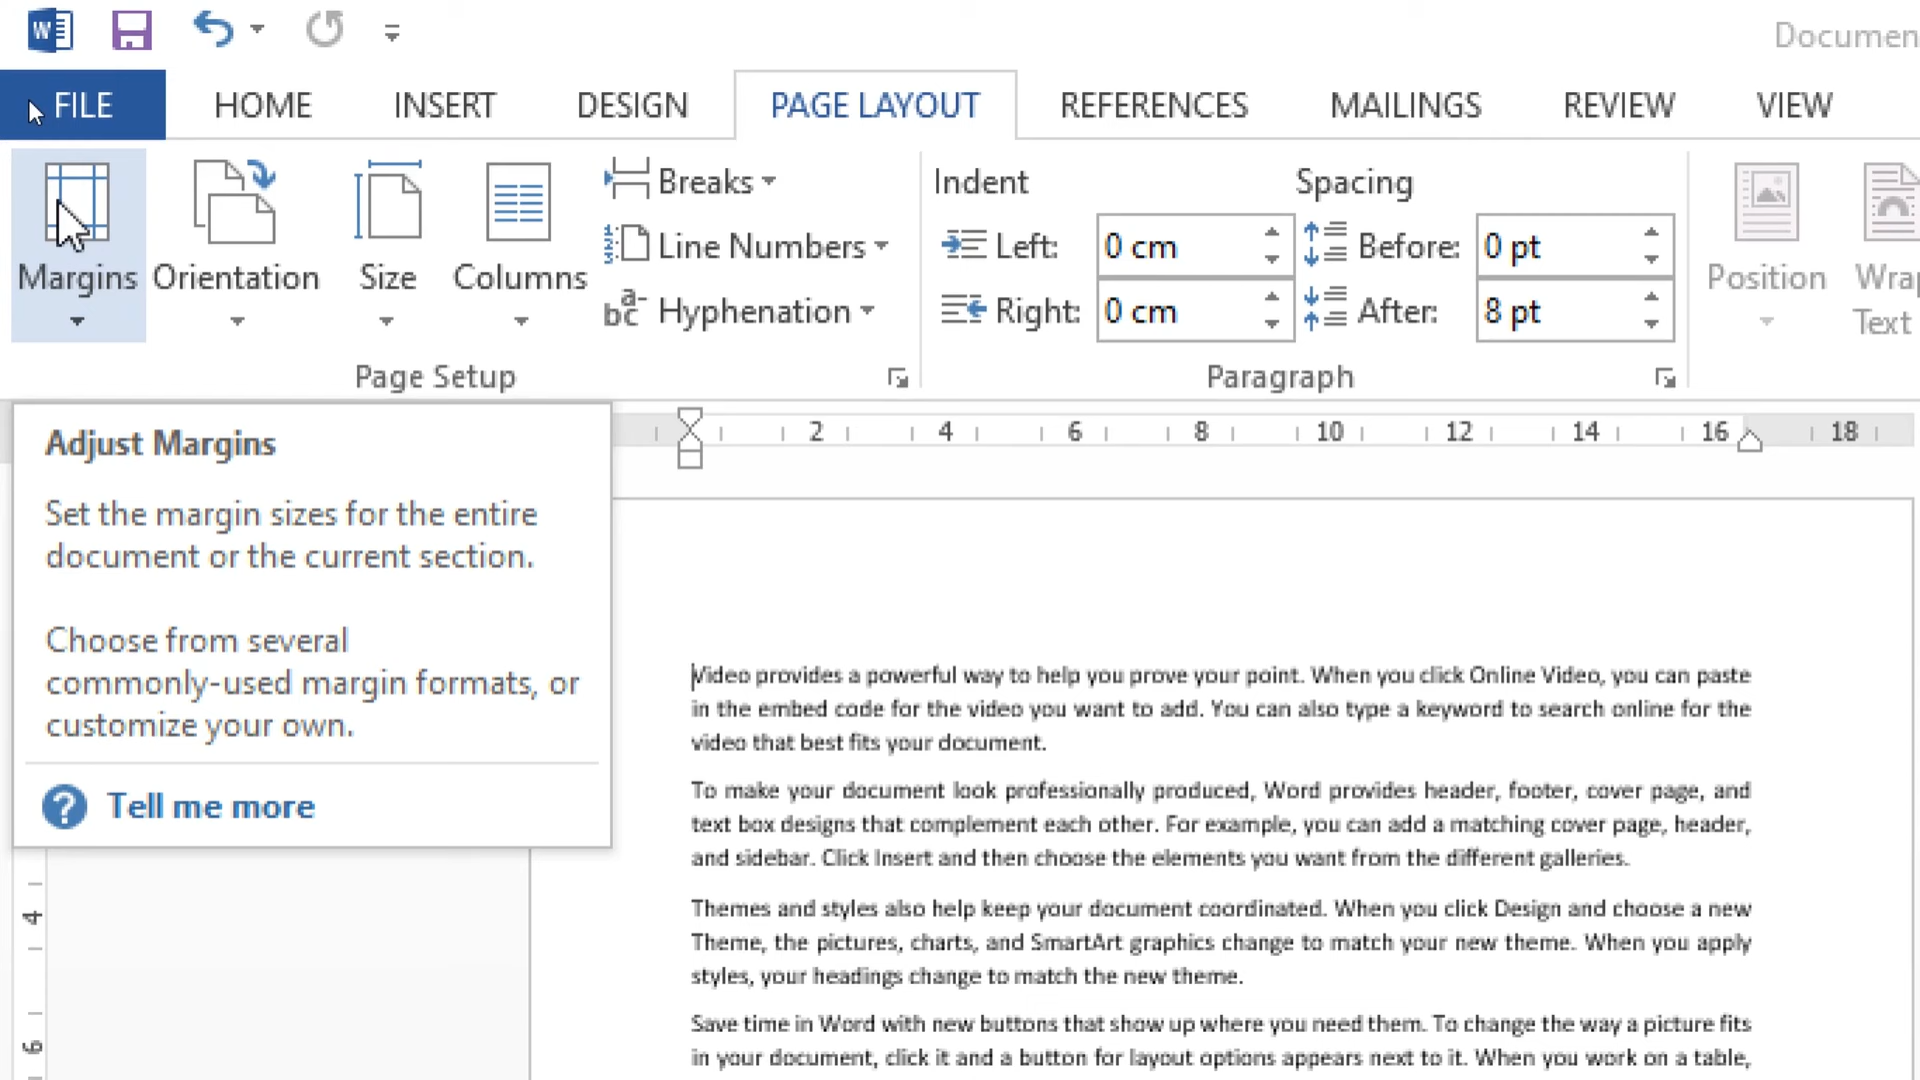 Documen
FILE HOME INSERT DESIGN PAGE LAYOUT REFERENCES MAILINGS REVIEW VIEW
Margins
Orientation
Size
Columns
Breaks
Line Numbers
Hyphenation
Page Setup
Indent
Left: 0 cm
Right: 0 cm
Spacing
Before: 0 pt
After: 8 pt
Paragraph
Position
Wrap
Text
2 4 6 8 10 12 14 16 18
Adjust Margins
Set the margin sizes for the entire
document or the current section.
Choose from several
commonly-used margin formats, or
customize your own.
Tell me more
4
6
Video provides a powerful way to help you prove your point. When you click Online Video, you can paste
in the embed code for the video you want to add. You can also type a keyword to search online for the
video that best fits your document.
To make your document look professionally produced, Word provides header, footer, cover page, and
text box designs that complement each other. For example, you can add a matching cover page, header,
and sidebar. Click Insert and then choose the elements you want from the different galleries.
Themes and styles also help keep your document coordinated. When you click Design and choose a new
Theme, the pictures, charts, and SmartArt graphics change to match your new theme. When you apply
styles, your headings change to match the new theme.
Save time in Word with new buttons that show up where you need them. To change the way a picture fits
in your document, click it and a button for layout options appears next to it. When you work on a table,